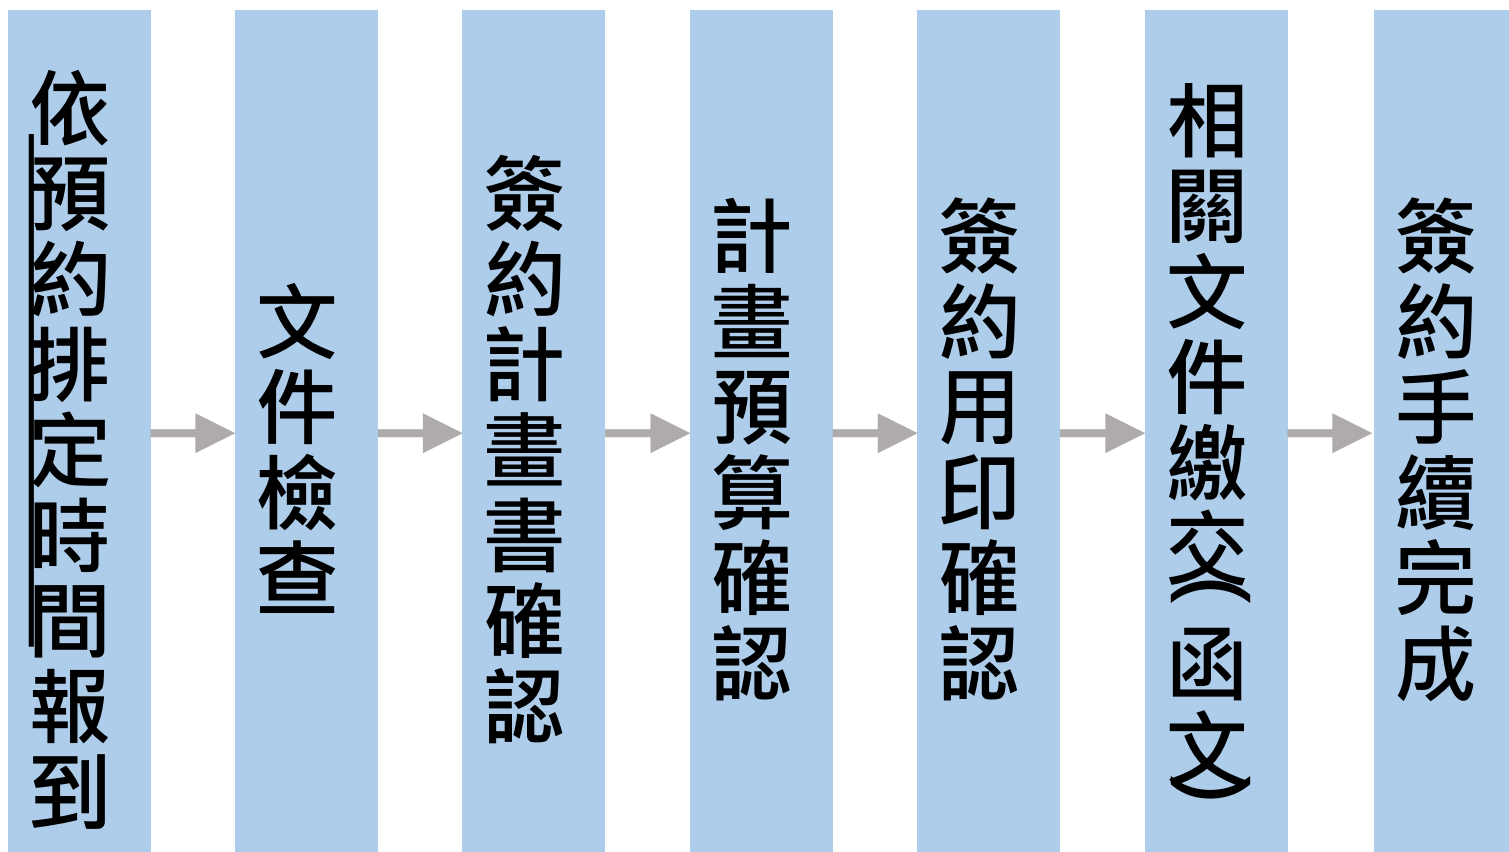 依預約排定時間報到
文件檢查
簽約計畫書確認
計畫預算確認
簽約用印確認
相關文件繳交(函文)
簽約手續完成